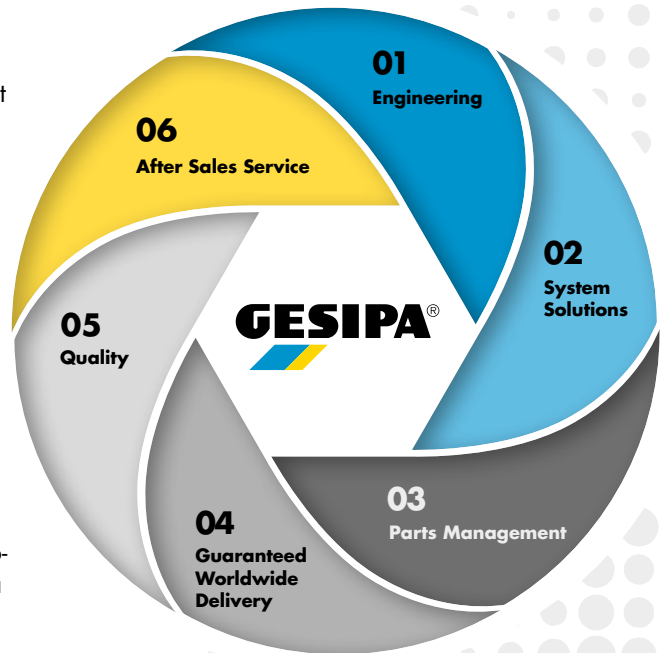 01
Engineering
02
System
Solutions
03
Parts Management
04
Guaranteed
Worldwide
Delivery
05
Quality
06
After Sales Service
GESIPA®
t
-